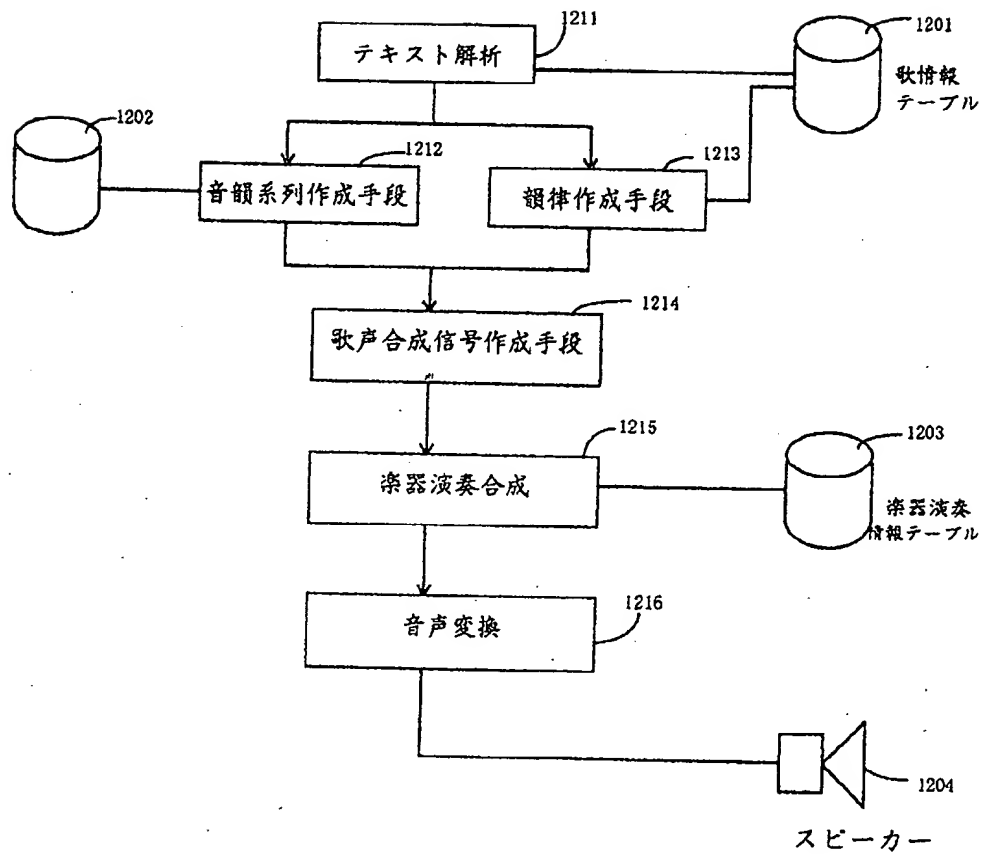 1211
テキスト解析
1201
歌情報
テーブル
1202
1212
音韻系列作成手段
1213
韻律作成手段
1214
歌声合成信号作成手段
1215
楽器演奏合成
1203
楽器演奏
情報テーブル
1216
音声変換
1204
スピーカー